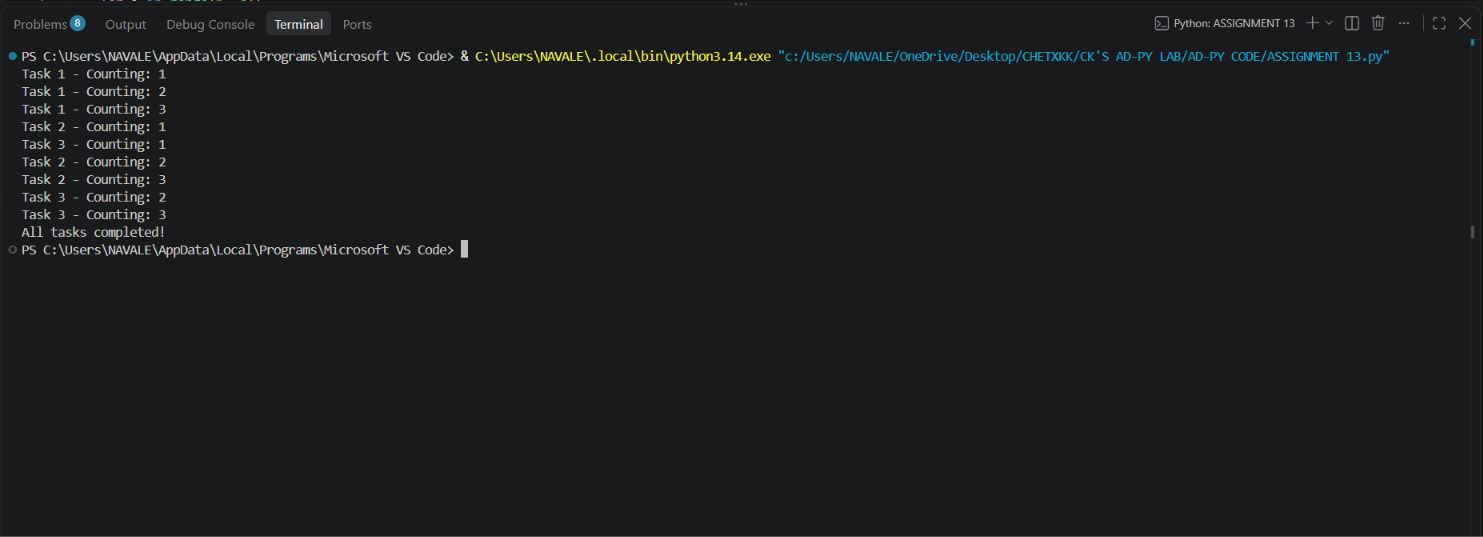 Problems 8 Output Debug Console Terminal Ports Python: ASSIGNMENT 13
PS C:\Users\NAVALE\AppData\Local\Programs\Microsoft VS Code> & C:\Users\NAVALE\.local\bin\python3.14.exe "c:/Users/NAVALE/OneDrive/Desktop/CHETXKK/CK'S AD-PY LAB/AD-PY CODE/ASSIGNMENT 13.py"
Task 1 - Counting: 1
Task 1 - Counting: 2
Task 1 - Counting: 3
Task 2 - Counting: 1
Task 3 - Counting: 1
Task 2 - Counting: 2
Task 2 - Counting: 3
Task 3 - Counting: 2
Task 3 - Counting: 3
All tasks completed!
PS C:\Users\NAVALE\AppData\Local\Programs\Microsoft VS Code>